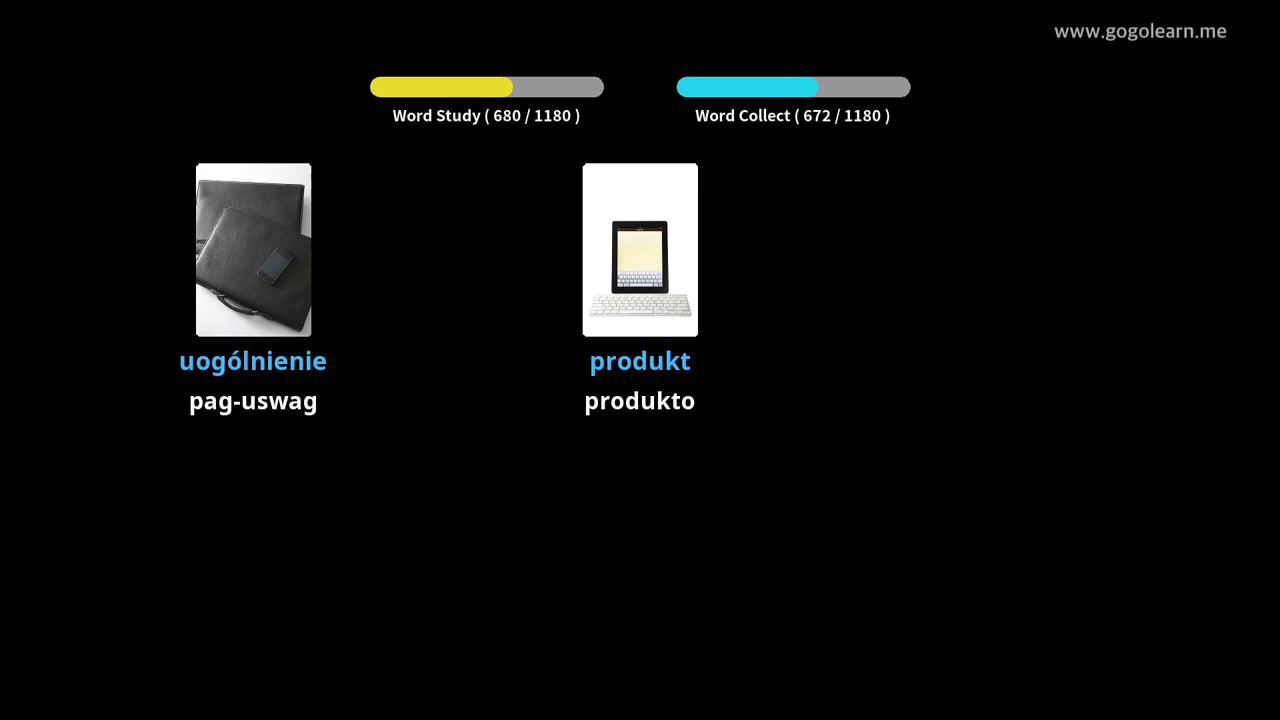 www.gogolearn.me
Word Study ( 680 / 1180 )
Word Collect ( 672 / 1180 )
uogólnienie
pag-uswag
produkt
produkto